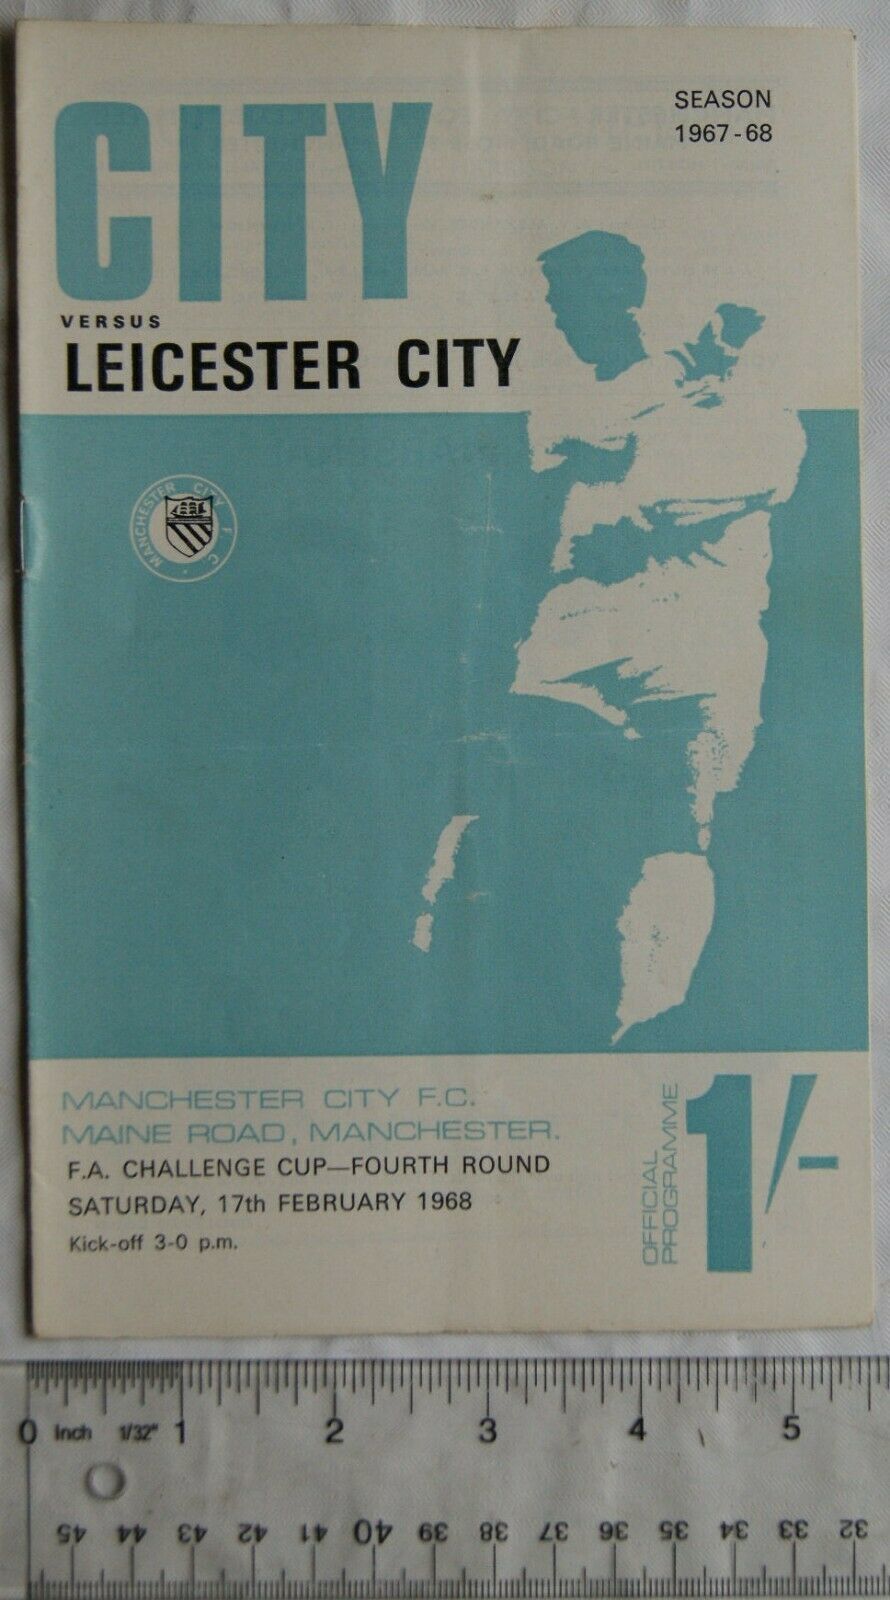 CITY
SEASON
1967-68
VERSUS
LEICESTER CITY
MANCHESTER CITY F.C.
MANCHESTER CITY F.C.
MAINE ROAD, MANCHESTER.
F.A. CHALLENGE CUP—FOURTH ROUND
SATURDAY, 17th FEBRUARY 1968
Kick-off 3-0 p.m.
OFFICIAL
PROGRAMME
1/-
0 Inch 1/32" 1 2 3 4 5
45 44 43 42 41 40 39 38 37 36 35 34 33 32